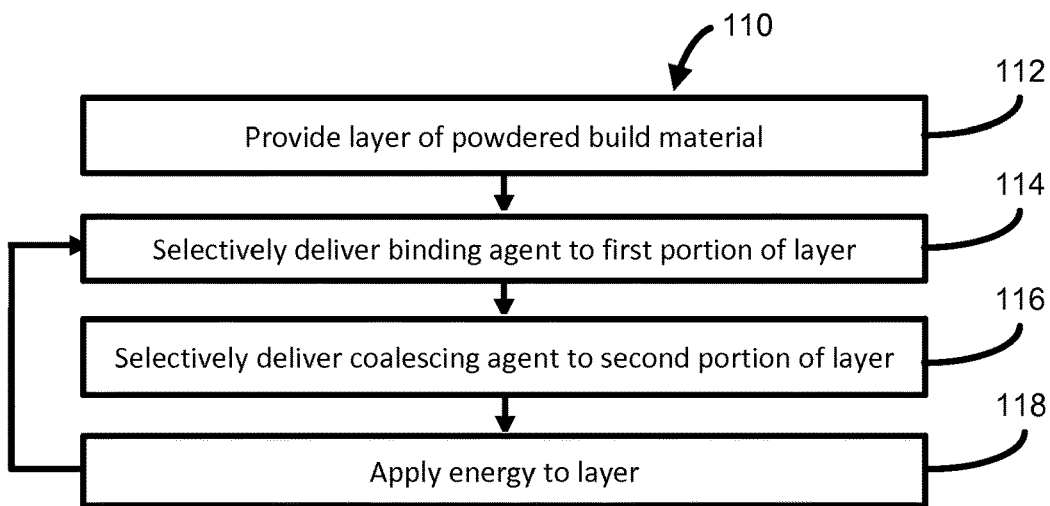 110
112
Provide layer of powdered build material
114
Selectively deliver binding agent to first portion of layer
116
Selectively deliver coalescing agent to second portion of layer
118
Apply energy to layer